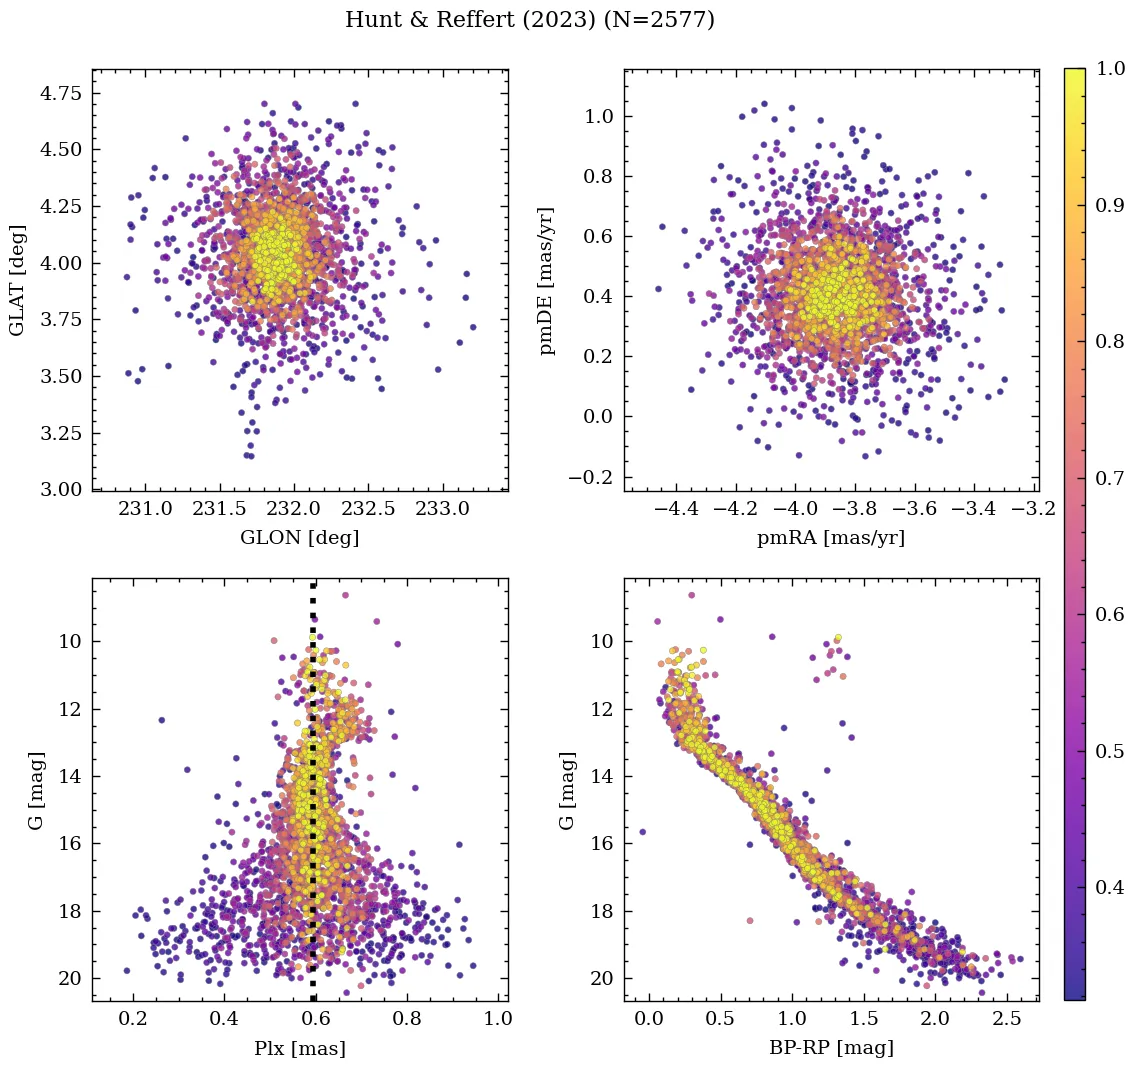 Hunt & Reffert (2023) (N=2577)
4.75
4.50
4.25
4.00
3.75
3.50
3.25
3.00
GLAT [deg]
231.0 231.5 232.0 232.5 233.0
GLON [deg]
1.0
0.8
0.6
0.4
0.2
0.0
−0.2
pmDE [mas/yr]
−4.4 −4.2 −4.0 −3.8 −3.6 −3.4 −3.2
pmRA [mas/yr]
10
12
14
16
18
20
G [mag]
0.2 0.4 0.6 0.8 1.0
Plx [mas]
10
12
14
16
18
20
G [mag]
0.0 0.5 1.0 1.5 2.0 2.5
BP-RP [mag]
1.0
0.9
0.8
0.7
0.6
0.5
0.4